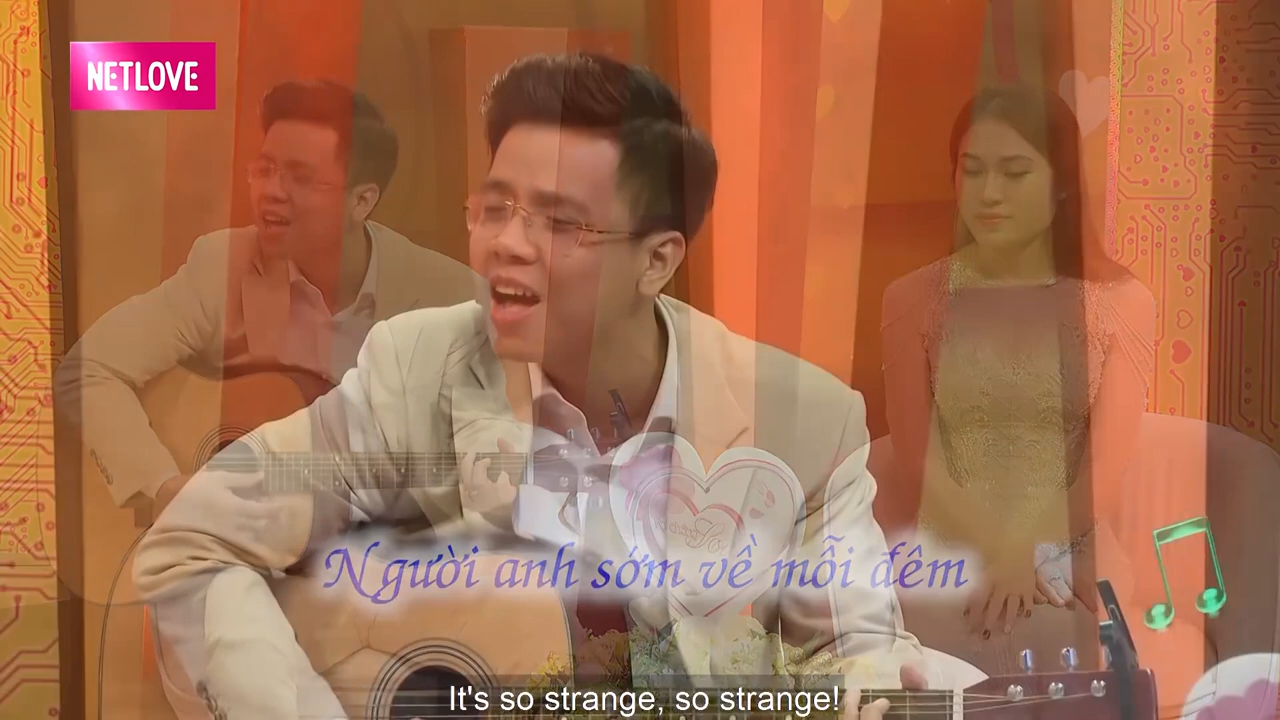 NETLOVE
Người anh sớm về mỗi đêm
It's so strange, so strange!